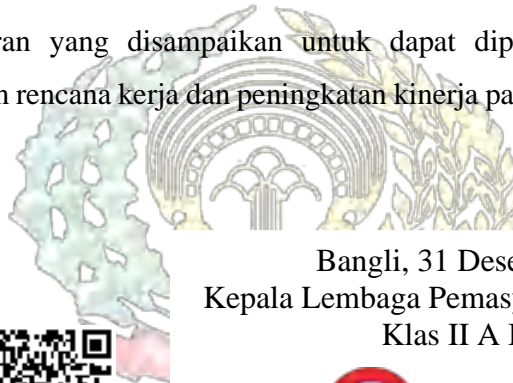 ran yang disampaikan untuk dapat dip
n rencana kerja dan peningkatan kinerja pa
Bangli, 31 Dese
Kepala Lembaga Pemasy
Klas II A